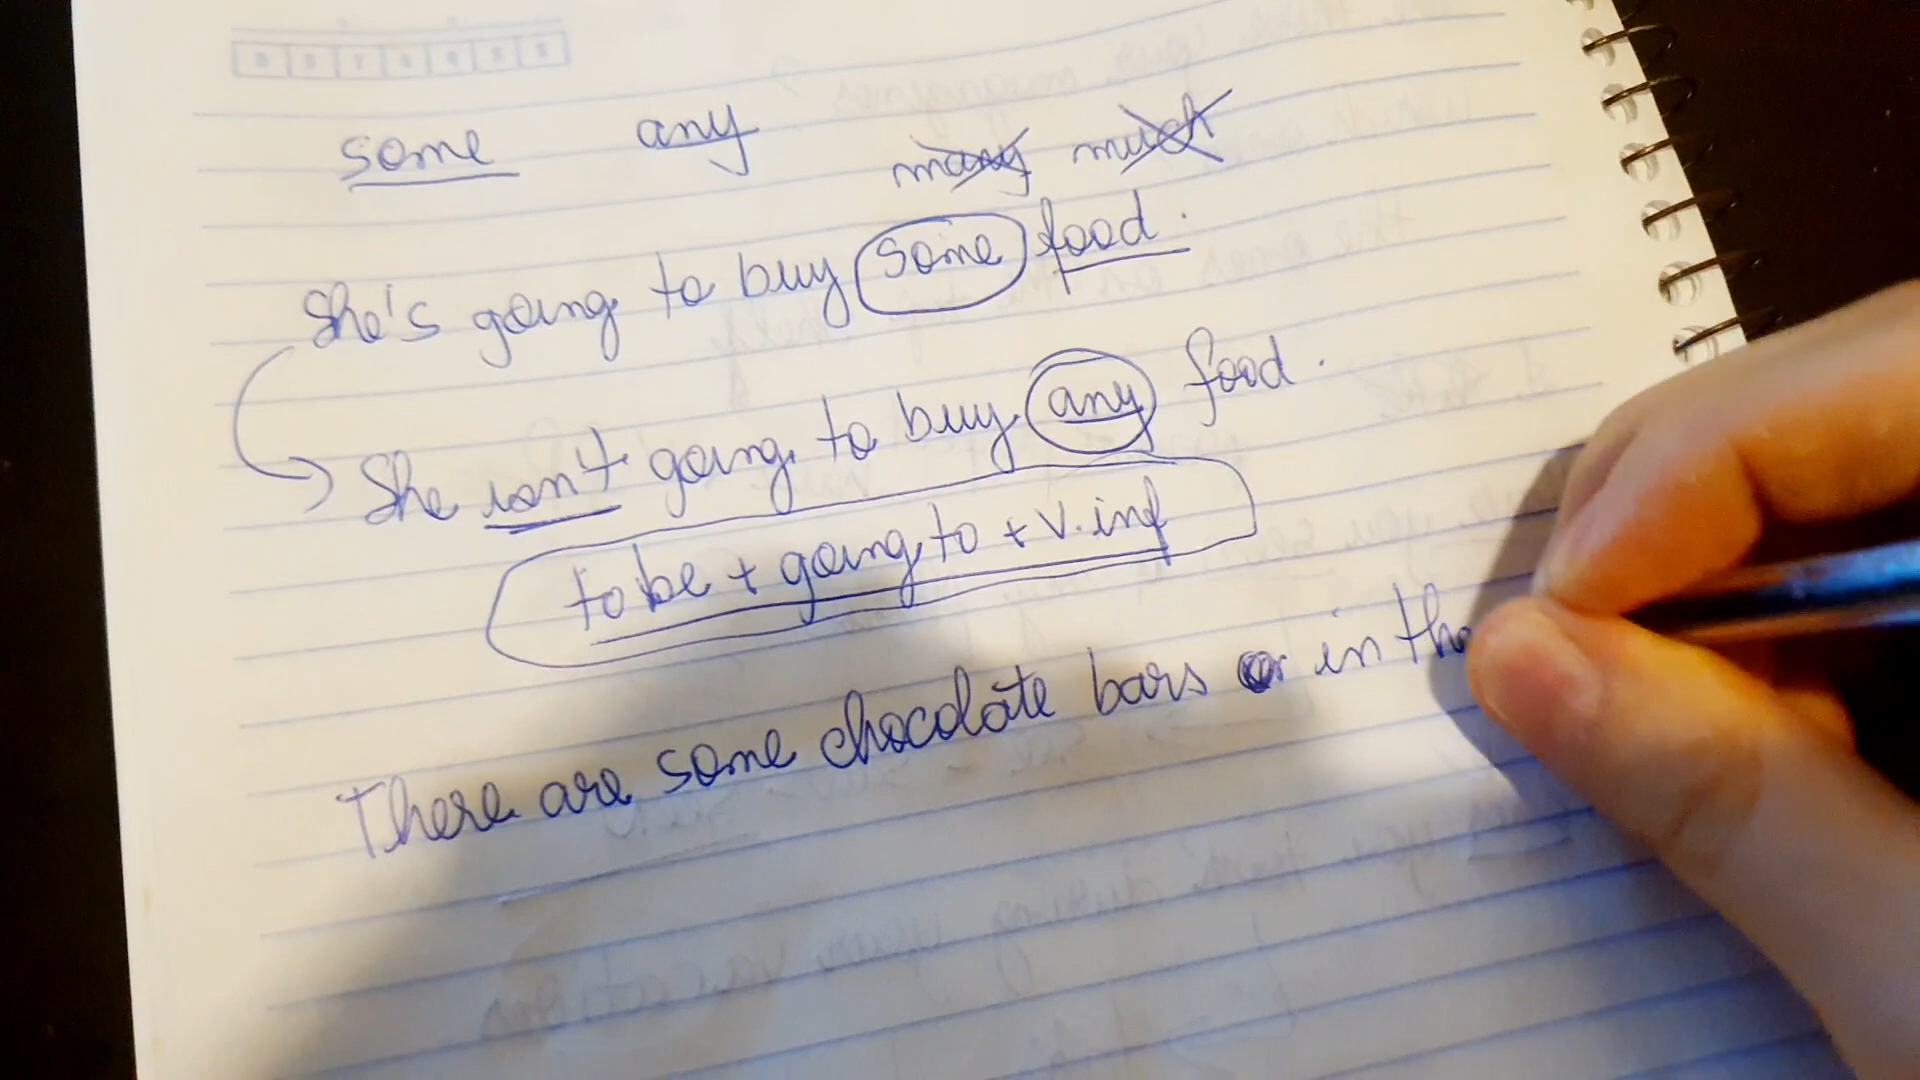 some any many much
She's going to buy some food.
She isn't going to buy any food.
to be + going to + v.inf
There are some chocolate bars or in the